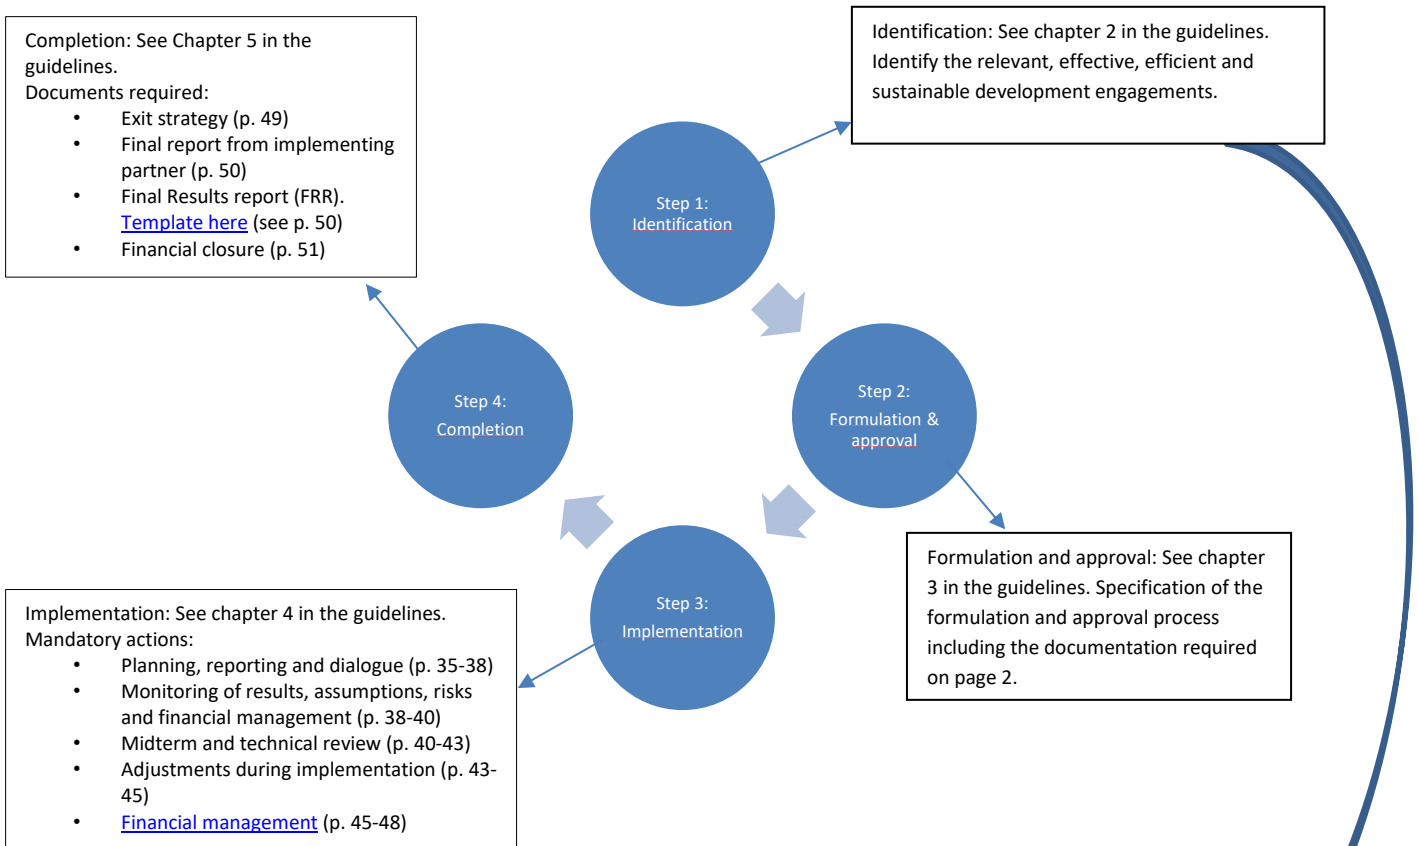 Completion: See Chapter 5 in the
guidelines.
Documents required:
• Exit strategy (p. 49)
• Final report from implementing
partner (p. 50)
• Final Results report (FRR).
Template here (see p. 50)
• Financial closure (p. 51)
Identification: See chapter 2 in the guidelines.
Identify the relevant, effective, efficient and
sustainable development engagements.
Step 1:
Identification
Step 2:
Formulation &
approval
Step 4:
Completion
Step 3:
Implementation
Formulation and approval: See chapter
3 in the guidelines. Specification of the
formulation and approval process
including the documentation required
on page 2.
Implementation: See chapter 4 in the guidelines.
Mandatory actions:
• Planning, reporting and dialogue (p. 35-38)
• Monitoring of results, assumptions, risks
and financial management (p. 38-40)
• Midterm and technical review (p. 40-43)
• Adjustments during implementation (p. 43-
45)
• Financial management (p. 45-48)